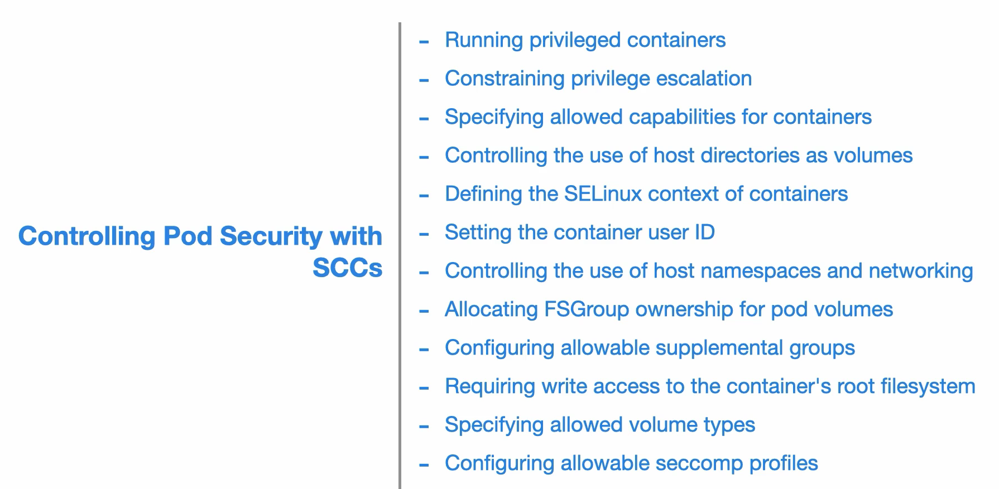 Controlling Pod Security with
SCCs
- Running privileged containers
- Constraining privilege escalation
- Specifying allowed capabilities for containers
- Controlling the use of host directories as volumes
- Defining the SELinux context of containers
- Setting the container user ID
- Controlling the use of host namespaces and networking
- Allocating FSGroup ownership for pod volumes
- Configuring allowable supplemental groups
- Requiring write access to the container's root filesystem
- Specifying allowed volume types
- Configuring allowable seccomp profiles